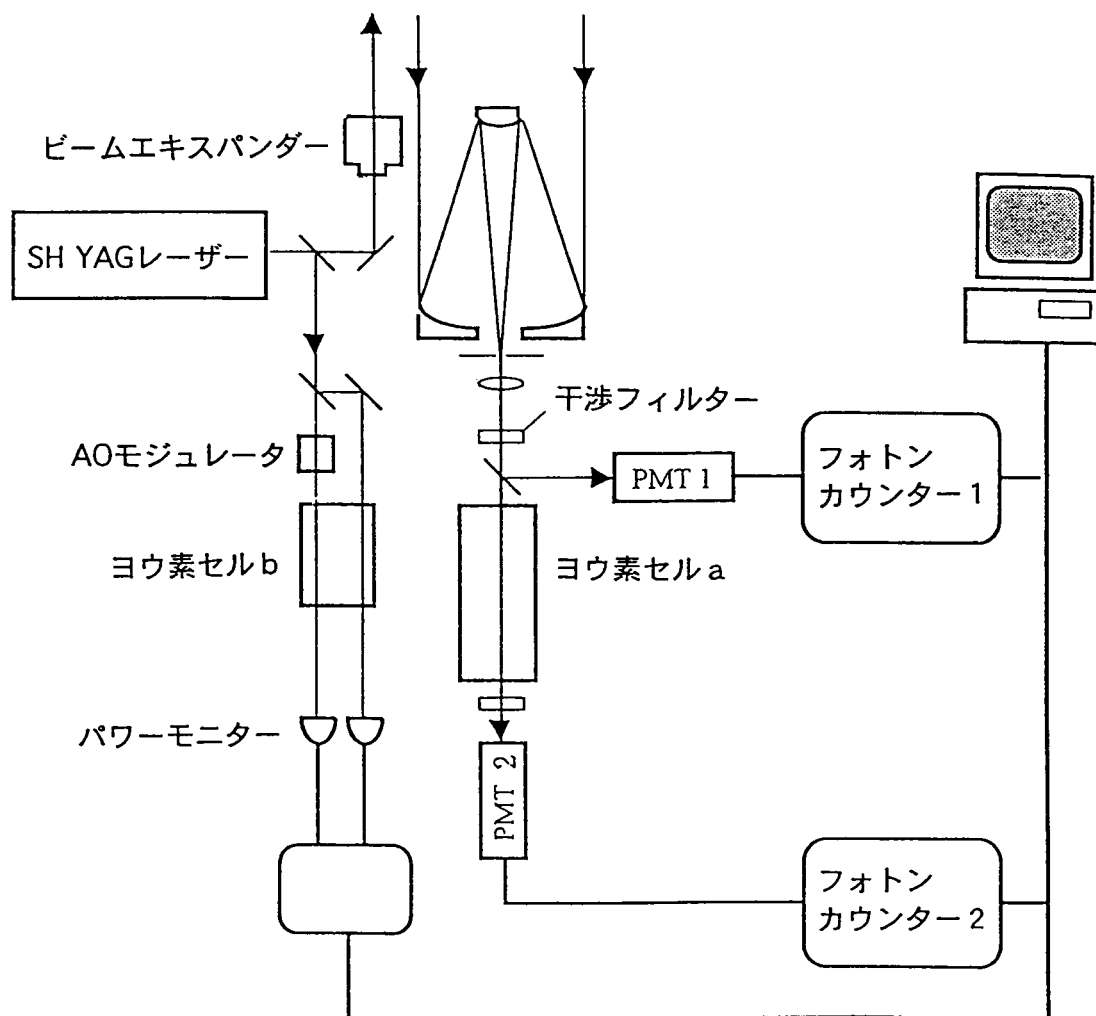 ビームエキスパンダー
SH YAGレーザー
干渉フィルター
AOモジュレータ
PMT 1
フォトン
カウンター1
ヨウ素セルb
ヨウ素セルa
パワーモニター
PMT 2
フォトン
カウンター2